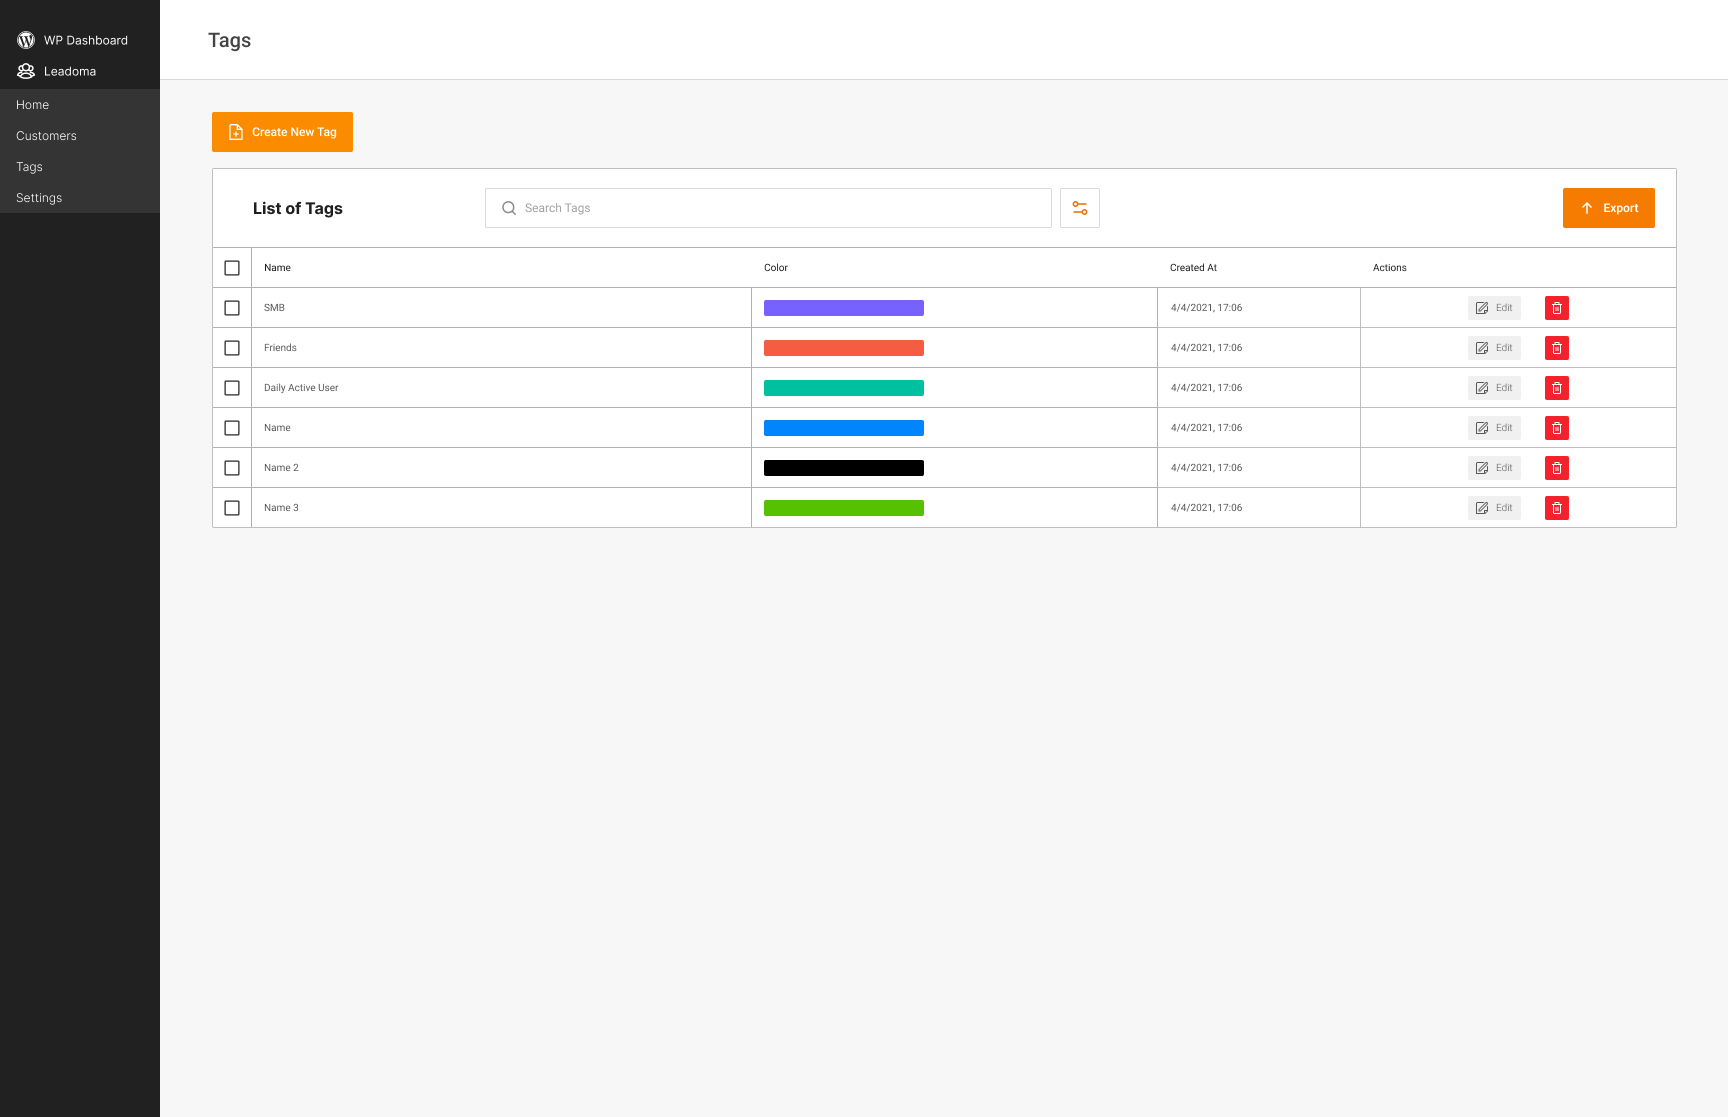 WP Dashboard
Leadoma
Home
Customers
Tags
Settings
Tags
Create New Tag
List of Tags
Search Tags
Export
Name Color Created At Actions
SMB 4/4/2021, 17:06 Edit
Friends 4/4/2021, 17:06 Edit
Daily Active User 4/4/2021, 17:06 Edit
Name 4/4/2021, 17:06 Edit
Name 2 4/4/2021, 17:06 Edit
Name 3 4/4/2021, 17:06 Edit